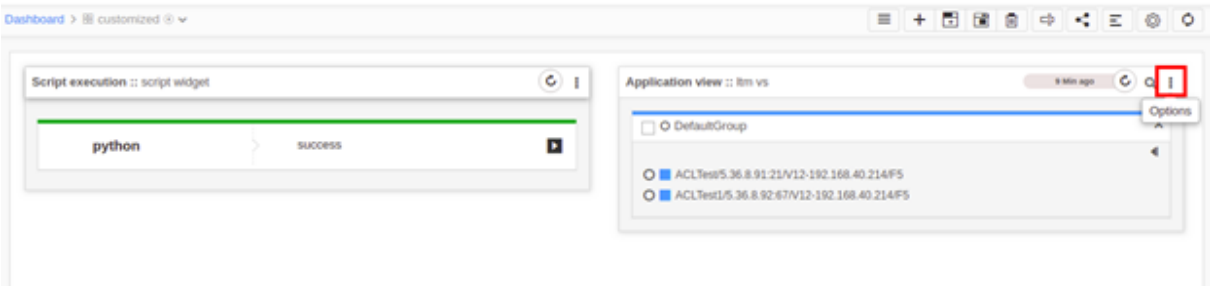 Dashboard > customized
Script execution :: script widget
Application view :: ltm vs
9 Min ago
Options
python
success
DefaultGroup
ACLTest/5.36.8.91:21/V12-192.168.40.214/F5
ACLTest1/5.36.8.92:67/V12-192.168.40.214/F5